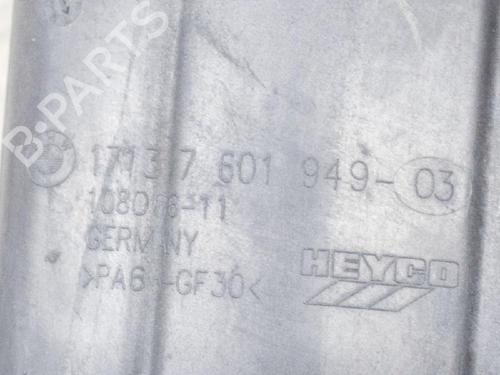 B-PARTS
1713 7 601 949-03
GERMANY
HEYCO
>PA6-GF30<